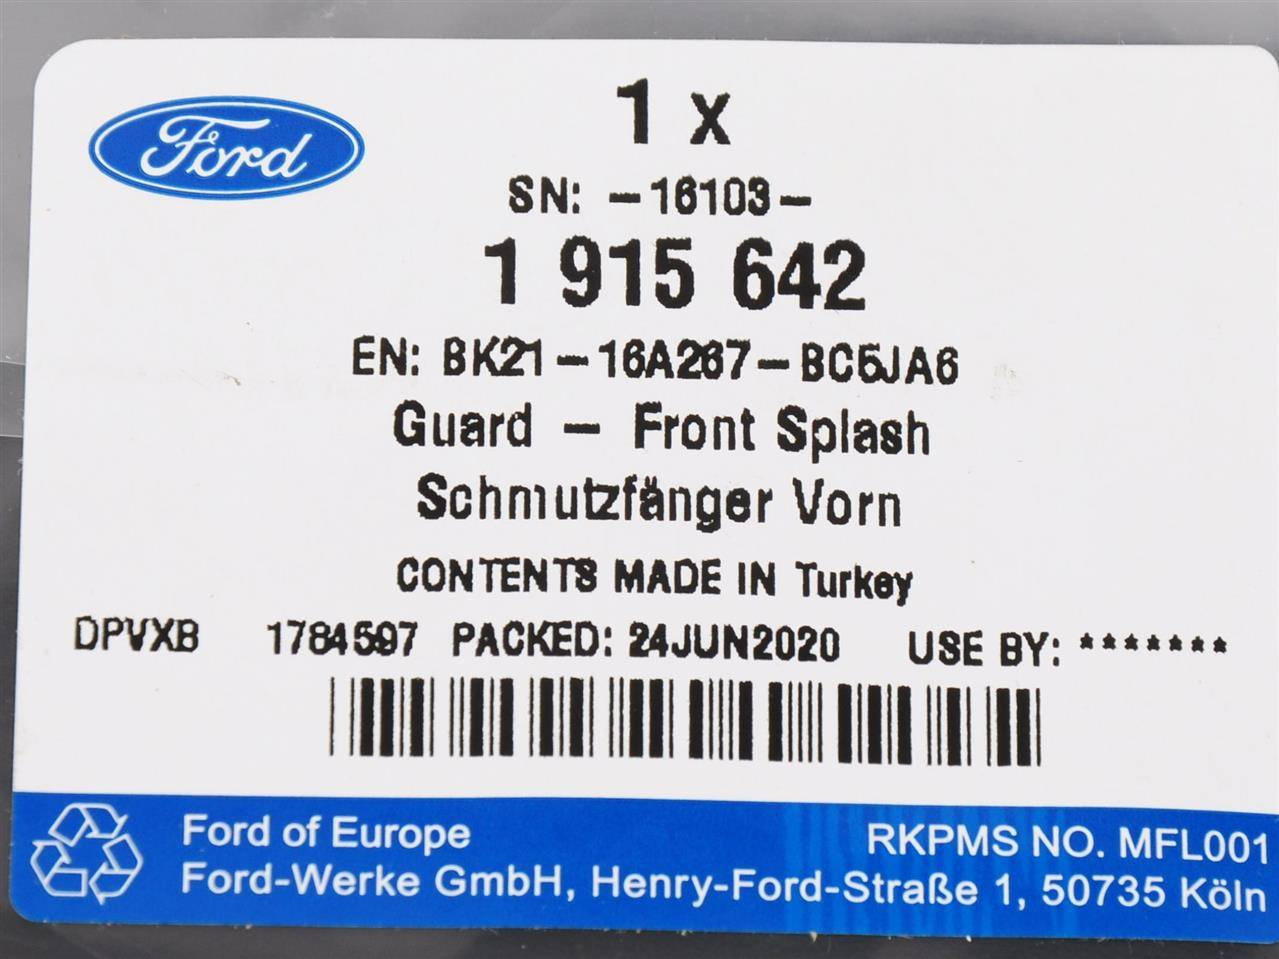 Ford
1 x
SN: -16103-
1 915 642
EN: BK21-16A267-BC5JA6
Guard - Front Splash
Schmutzfänger Vorn
CONTENTS MADE IN Turkey
DPVXB 1784597 PACKED: 24JUN2020 USE BY: *******
Ford of Europe RKPMS NO. MFL001
Ford-Werke GmbH, Henry-Ford-Straße 1, 50735 Köln